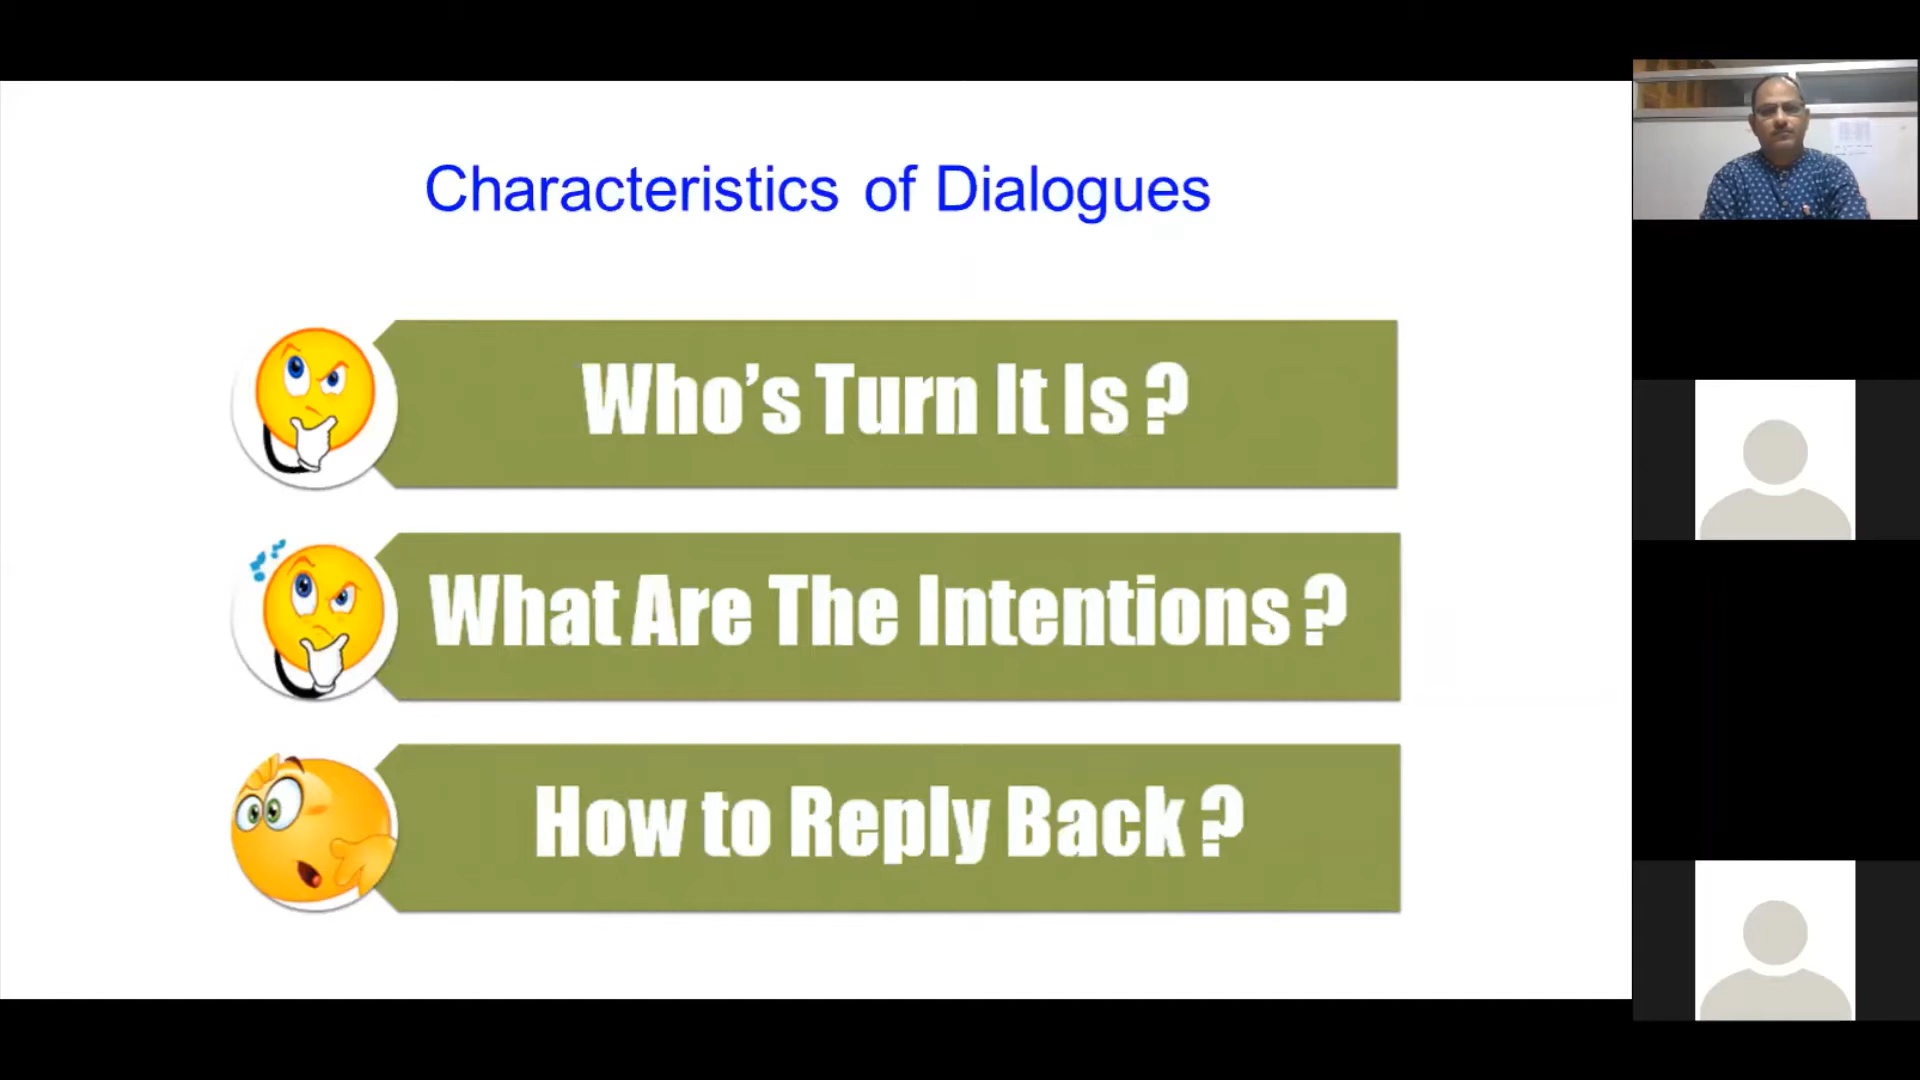 Characteristics of Dialogues
Who’s Turn It Is ?
What Are The Intentions ?
How to Reply Back ?